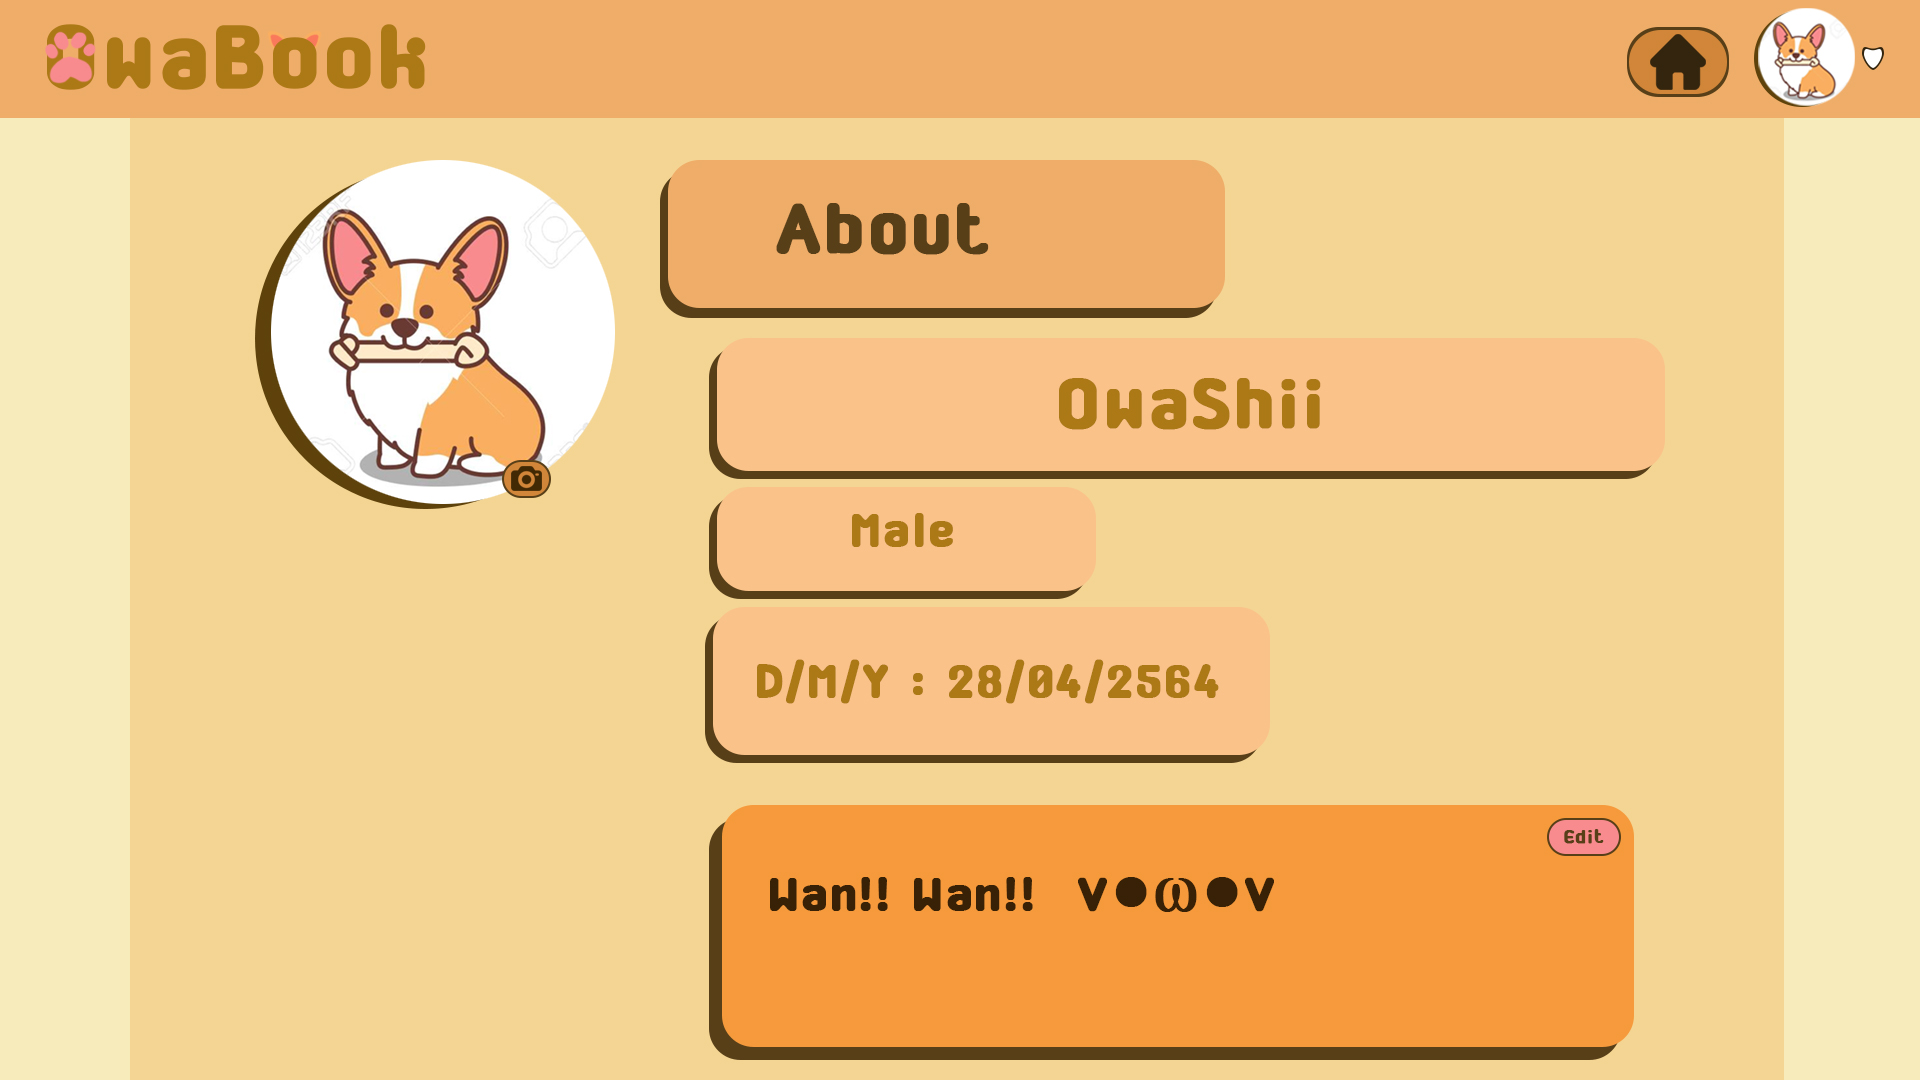 OwaBook
About
OwaShii
Male
D/M/Y : 28/04/2564
Edit
Wan!! Wan!! V●ω●V